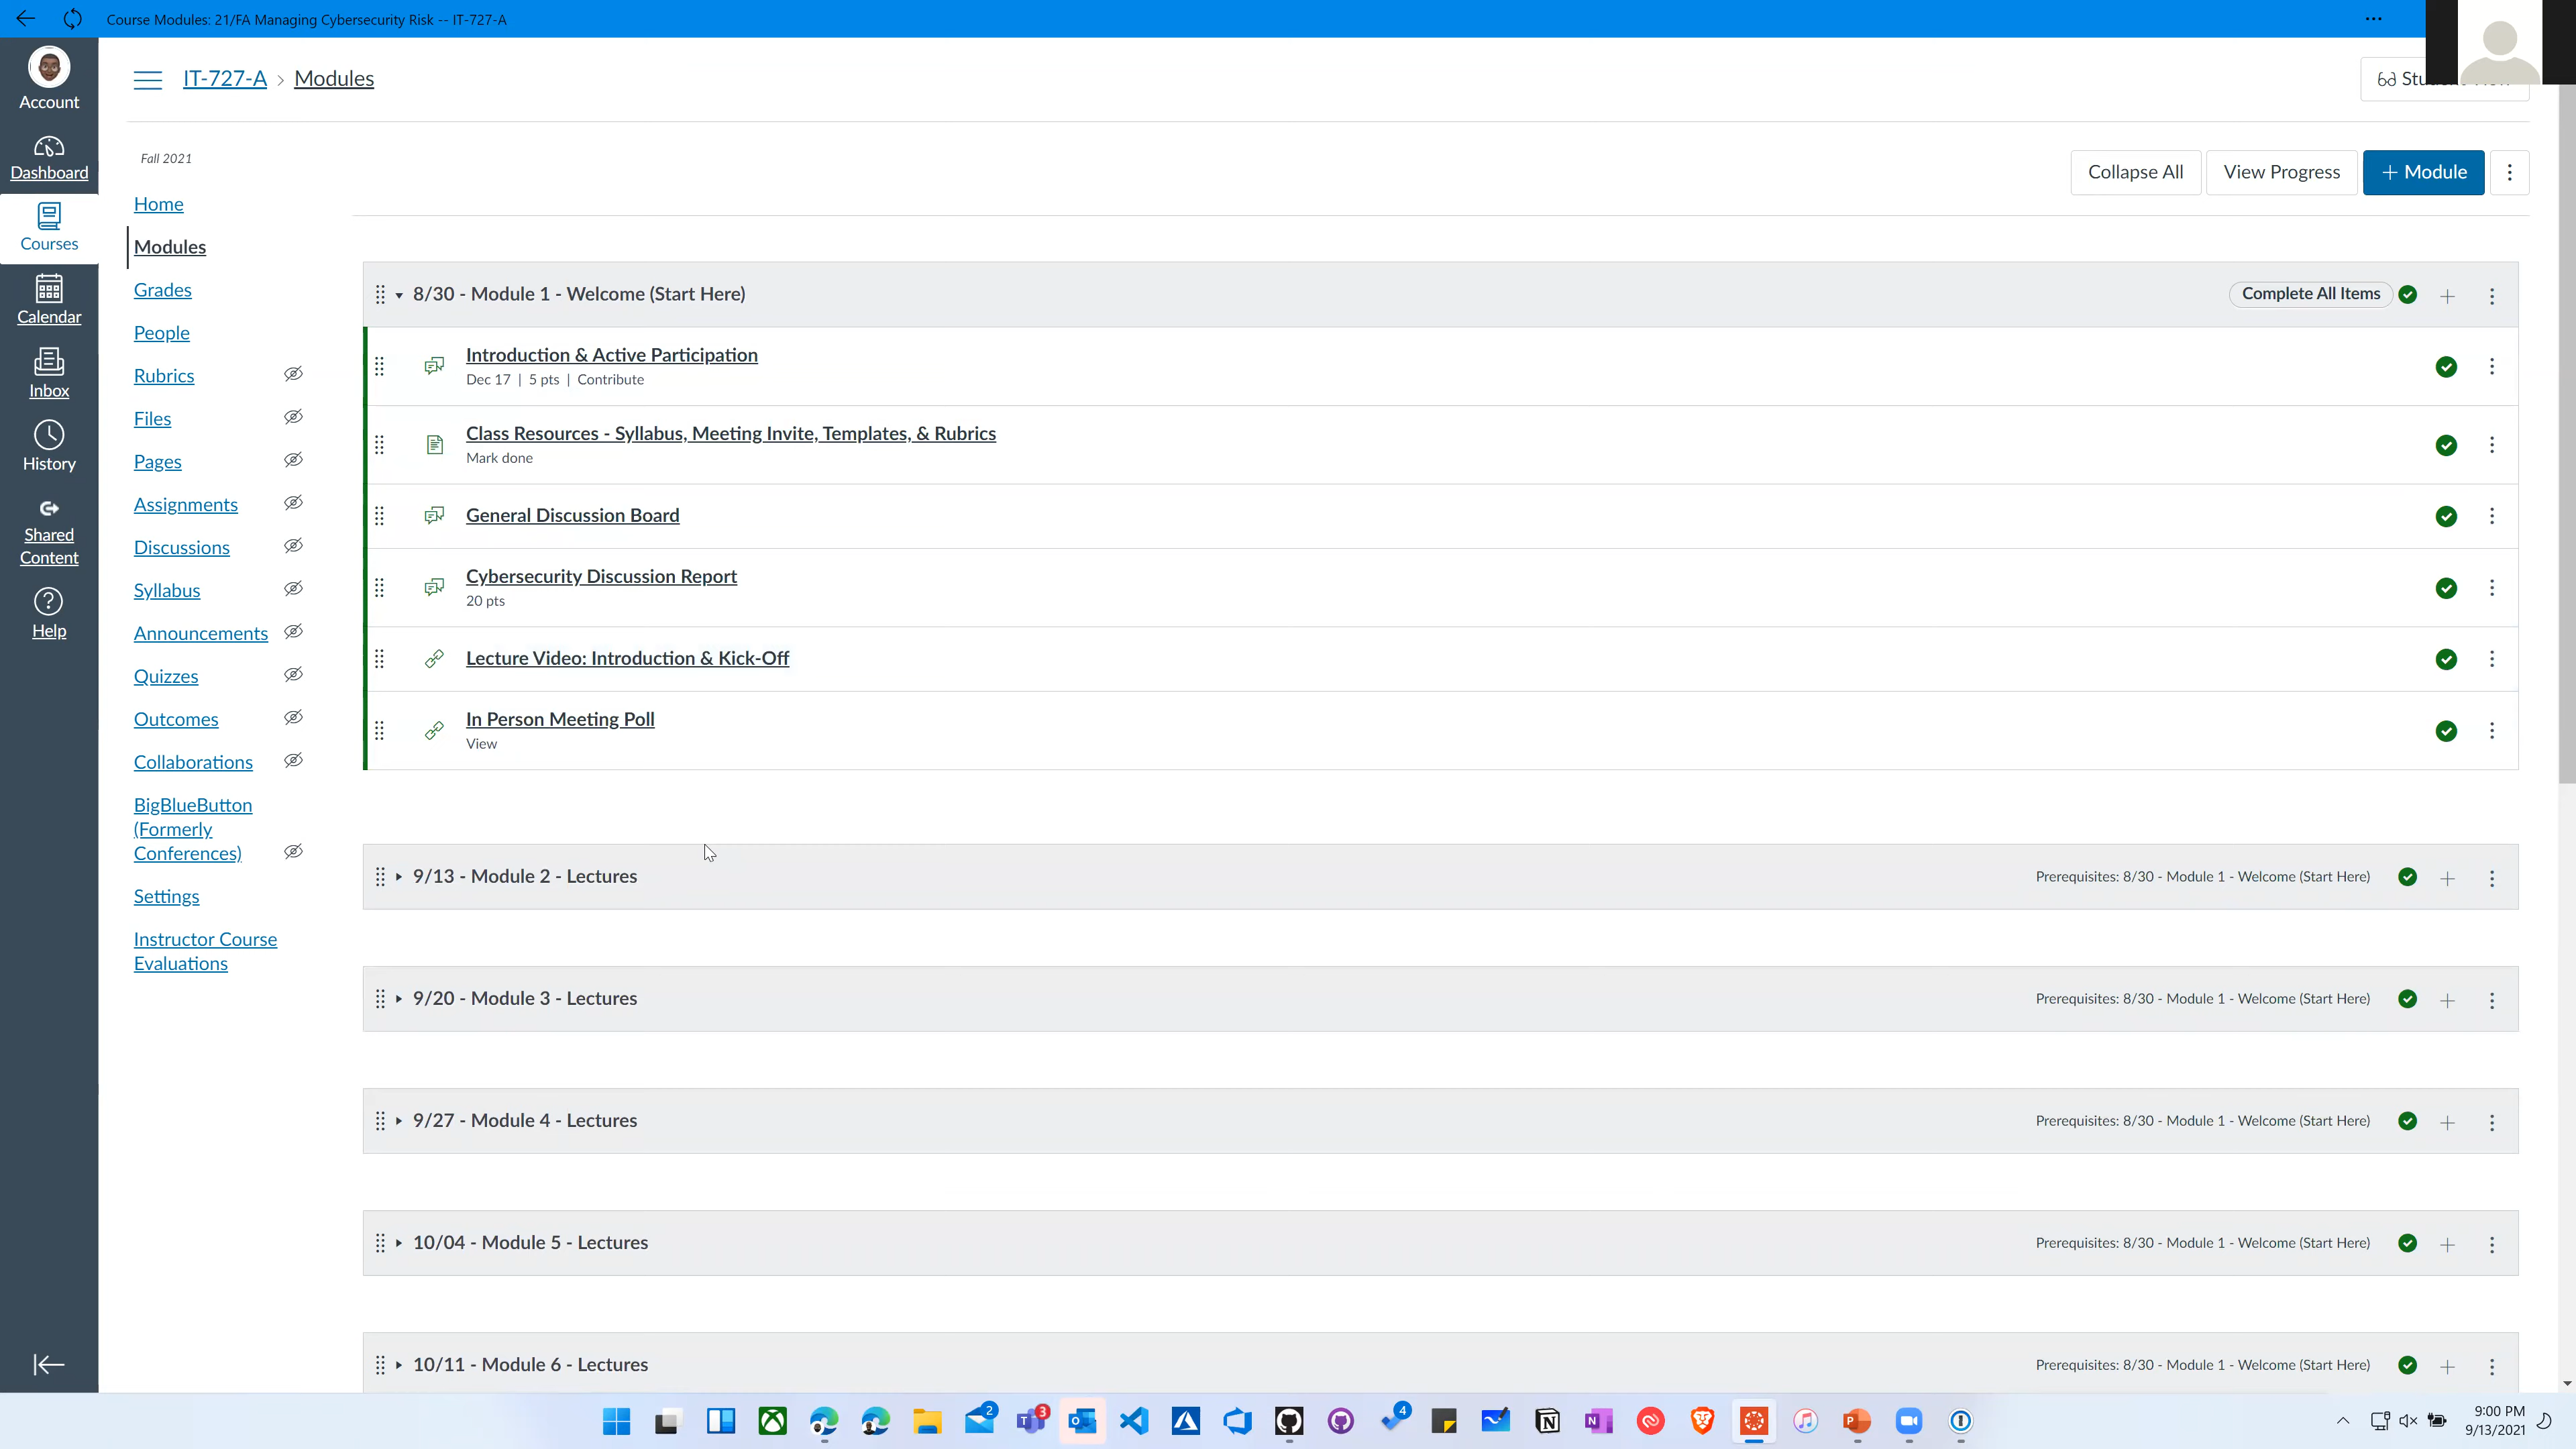 Course Modules: 21/FA Managing Cybersecurity Risk -- IT-727-A
Account
Dashboard
Courses
Calendar
Inbox
History
Shared
Content
Help
IT-727-A > Modules
Fall 2021
Home
Modules
Grades
People
Rubrics
Files
Pages
Assignments
Discussions
Syllabus
Announcements
Quizzes
Outcomes
Collaborations
BigBlueButton
(Formerly
Conferences)
Settings
Instructor Course
Evaluations
Collapse All
View Progress
+ Module
8/30 - Module 1 - Welcome (Start Here)
Complete All Items
Introduction & Active Participation
Dec 17 | 5 pts | Contribute
Class Resources - Syllabus, Meeting Invite, Templates, & Rubrics
Mark done
General Discussion Board
Cybersecurity Discussion Report
20 pts
Lecture Video: Introduction & Kick-Off
In Person Meeting Poll
View
9/13 - Module 2 - Lectures
Prerequisites: 8/30 - Module 1 - Welcome (Start Here)
9/20 - Module 3 - Lectures
Prerequisites: 8/30 - Module 1 - Welcome (Start Here)
9/27 - Module 4 - Lectures
Prerequisites: 8/30 - Module 1 - Welcome (Start Here)
10/04 - Module 5 - Lectures
Prerequisites: 8/30 - Module 1 - Welcome (Start Here)
10/11 - Module 6 - Lectures
Prerequisites: 8/30 - Module 1 - Welcome (Start Here)
2
3
4
9:00 PM
9/13/2021